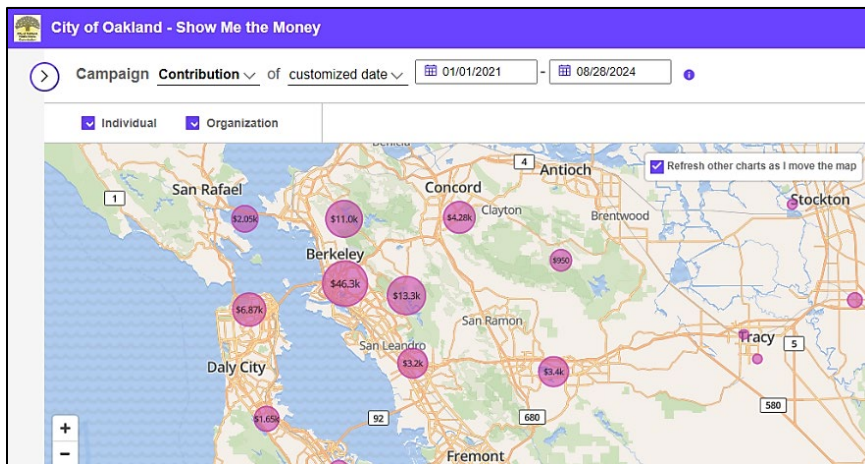 City of Oakland - Show Me the Money
Campaign Contribution of customized date 01/01/2021 - 08/28/2024
Individual Organization
Refresh other charts as I move the map
4
Antioch
San Rafael
Concord
1
Stockton
$2.05k
$11.0k
$4.28k
Clayton
Brentwood
Berkeley
$950
$46.3k
$13.3k
$6.87k
San Ramon
Tracy
5
San Leandro
Daly City
$3.2k
$3.4k
580
$1.65k
92
680
+
−
Fremont